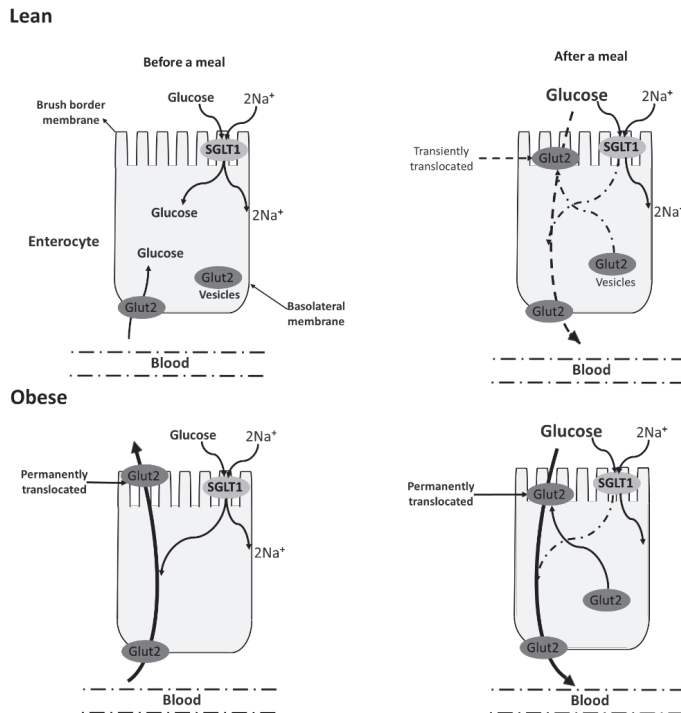 Lean
Before a meal
Glucose
2Na⁺
Brush border
membrane
SGLT1
Glucose
2Na⁺
Enterocyte
Glucose
Glut2
Vesicles
Glut2
Basolateral
membrane
Blood
After a meal
Glucose
2Na⁺
Transiently
translocated
Glut2
SGLT1
2Na⁺
Glut2
Vesicles
Glut2
Blood
Obese
Glucose
2Na⁺
Permanently
translocated
Glut2
SGLT1
2Na⁺
Glut2
Blood
Glucose
2Na⁺
Permanently
translocated
Glut2
SGLT1
Glut2
Glut2
Blood